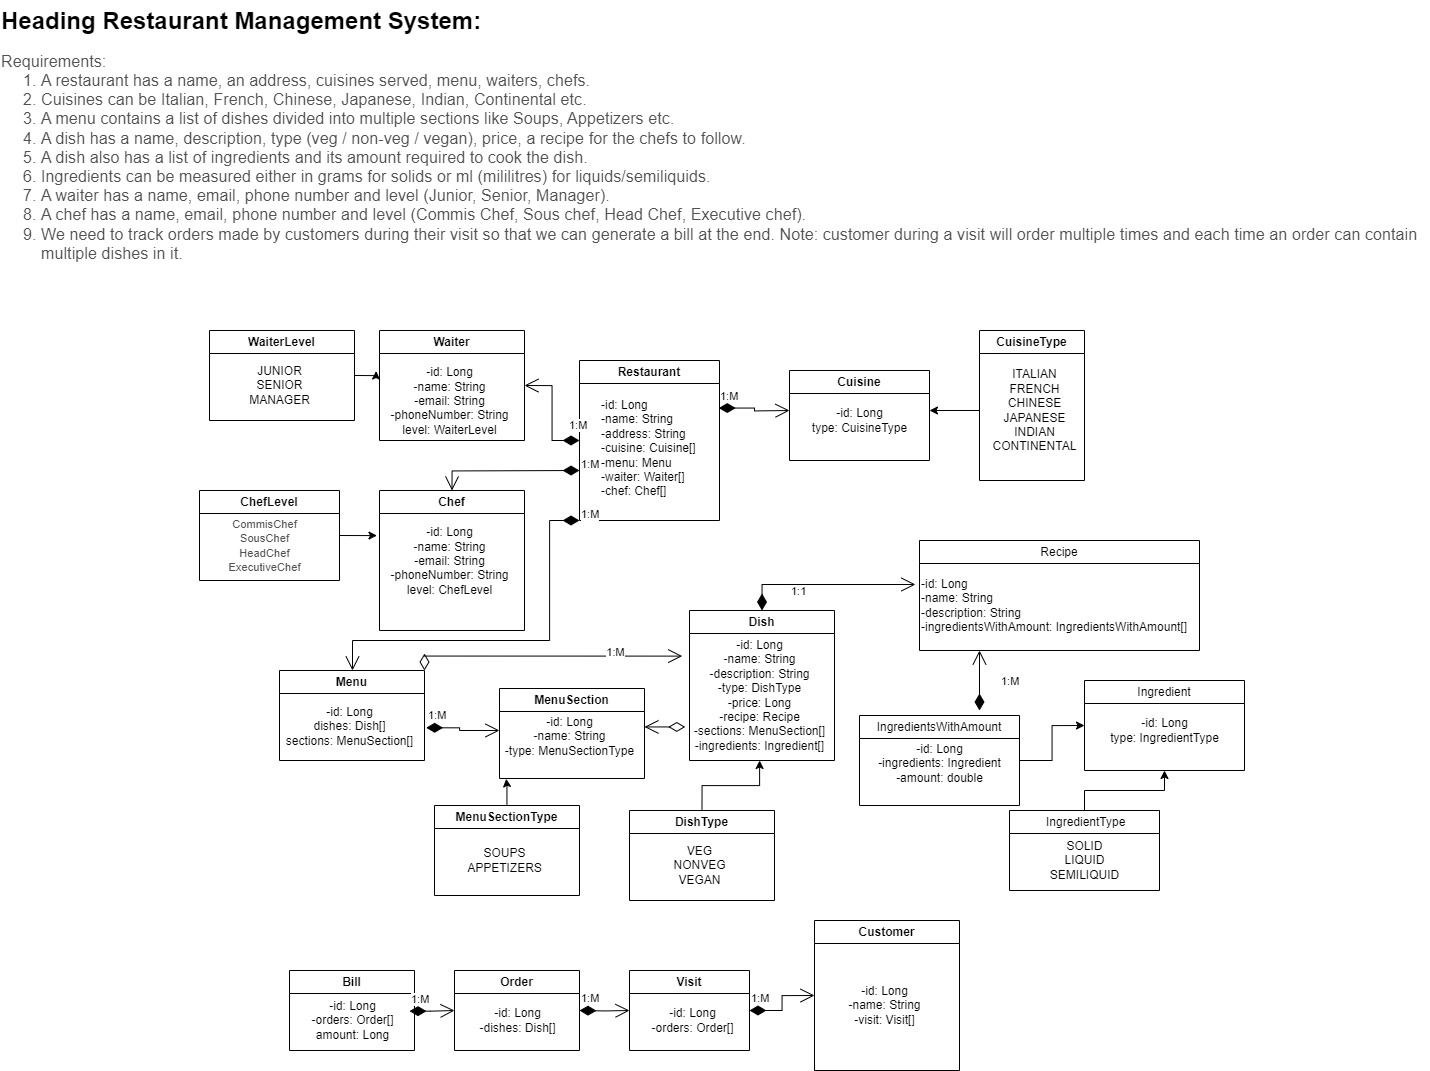 Heading Restaurant Management System:
Requirements:
1. A restaurant has a name, an address, cuisines served, menu, waiters, chefs.
2. Cuisines can be Italian, French, Chinese, Japanese, Indian, Continental etc.
3. A menu contains a list of dishes divided into multiple sections like Soups, Appetizers etc.
4. A dish has a name, description, type (veg / non-veg / vegan), price, a recipe for the chefs to follow.
5. A dish also has a list of ingredients and its amount required to cook the dish.
6. Ingredients can be measured either in grams for solids or ml (mililitres) for liquids/semiliquids.
7. A waiter has a name, email, phone number and level (Junior, Senior, Manager).
8. A chef has a name, email, phone number and level (Commis Chef, Sous chef, Head Chef, Executive chef).
9. We need to track orders made by customers during their visit so that we can generate a bill at the end. Note: customer during a visit will order multiple times and each time an order can contain
multiple dishes in it.
WaiterLevel
JUNIOR
SENIOR
MANAGER
Waiter
-id: Long
-name: String
-email: String
-phoneNumber: String
level: WaiterLevel
Restaurant
-id: Long
-name: String
-address: String
-cuisine: Cuisine[]
-menu: Menu
-waiter: Waiter[]
-chef: Chef[]
1:M
1:M
1:M
1:M
Cuisine
-id: Long
type: CuisineType
CuisineType
ITALIAN
FRENCH
CHINESE
JAPANESE
INDIAN
CONTINENTAL
ChefLevel
CommisChef
SousChef
HeadChef
ExecutiveChef
Chef
-id: Long
-name: String
-email: String
-phoneNumber: String
level: ChefLevel
Recipe
-id: Long
-name: String
-description: String
-ingredientsWithAmount: IngredientsWithAmount[]
1:1
Dish
-id: Long
-name: String
-description: String
-type: DishType
-price: Long
-recipe: Recipe
-sections: MenuSection[]
-ingredients: Ingredient[]
1:M
Menu
-id: Long
dishes: Dish[]
sections: MenuSection[]
1:M
MenuSection
-id: Long
-name: String
-type: MenuSectionType
1:M
Ingredient
-id: Long
type: IngredientType
IngredientsWithAmount
-id: Long
-ingredients: Ingredient
-amount: double
MenuSectionType
SOUPS
APPETIZERS
DishType
VEG
NONVEG
VEGAN
IngredientType
SOLID
LIQUID
SEMILIQUID
Bill
-id: Long
-orders: Order[]
amount: Long
1:M
Order
-id: Long
-dishes: Dish[]
1:M
Visit
-id: Long
-orders: Order[]
1:M
Customer
-id: Long
-name: String
-visit: Visit[]